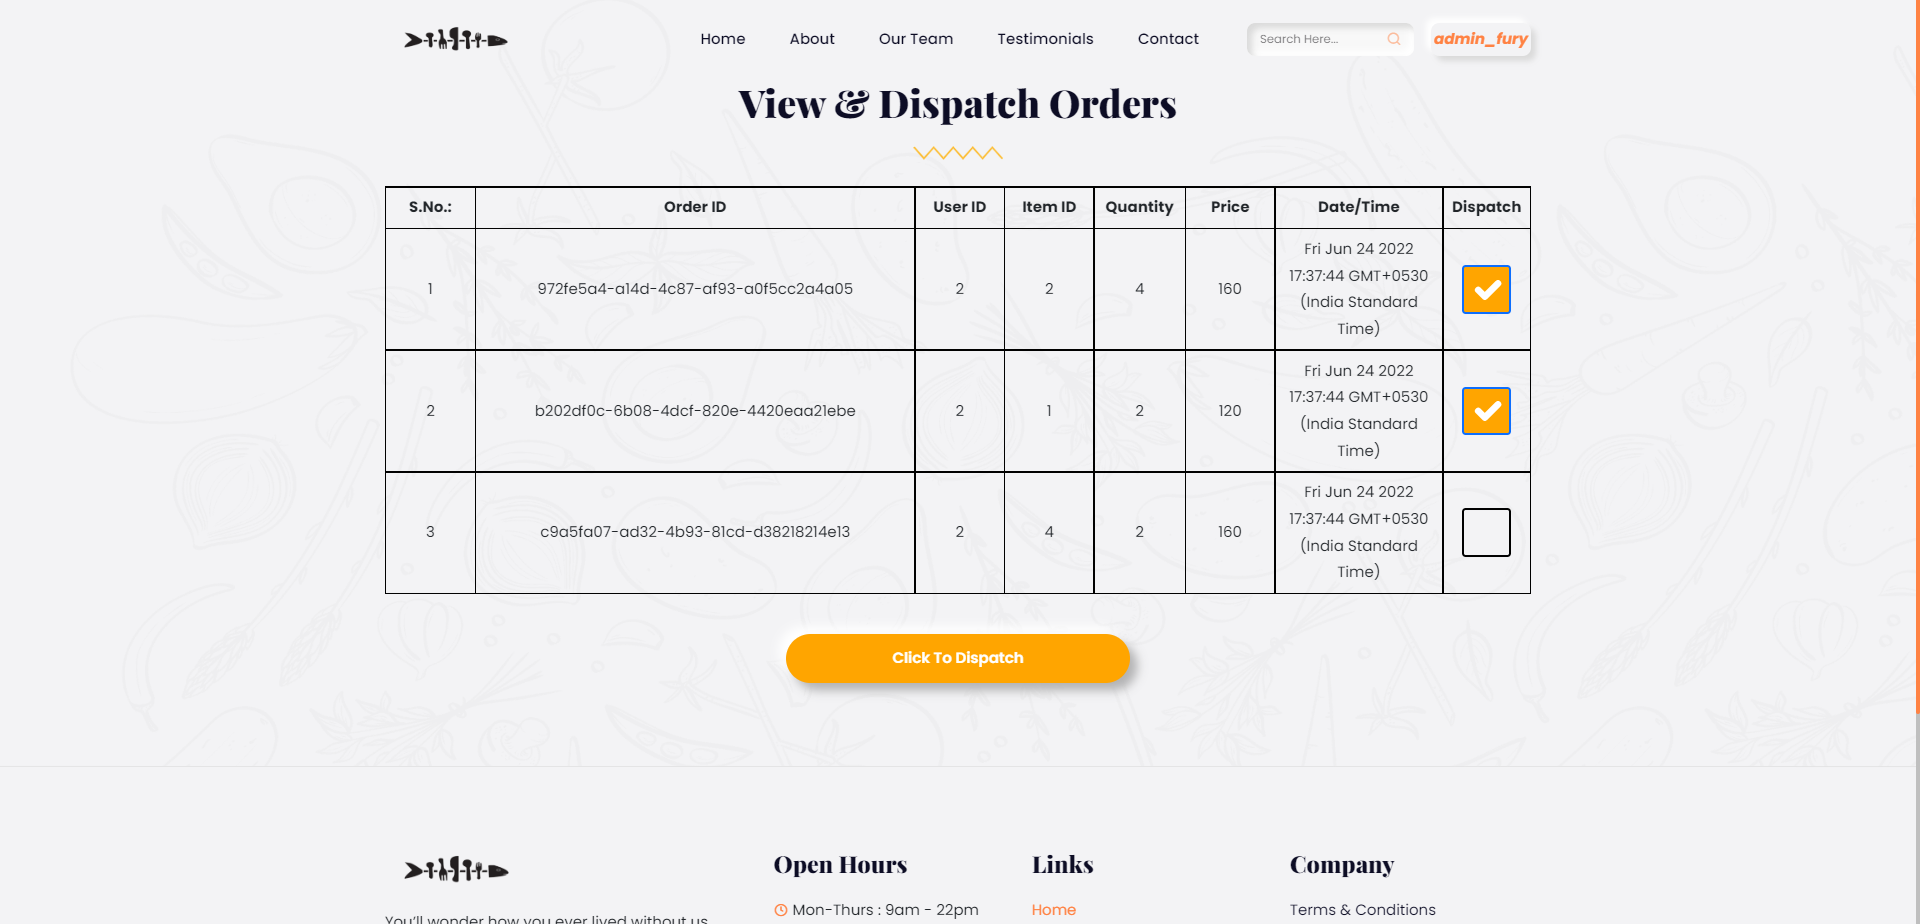 Home About Our Team Testimonials Contact Search Here... admin_fury
View & Dispatch Orders
S.No.: Order ID User ID Item ID Quantity Price Date/Time Dispatch
1 972fe5a4-a14d-4c87-af93-a0f5cc2a4a05 2 2 4 160 Fri Jun 24 2022
17:37:44 GMT+0530
(India Standard
Time)
2 b202df0c-6b08-4dcf-820e-4420eaa21ebe 2 1 2 120 Fri Jun 24 2022
17:37:44 GMT+0530
(India Standard
Time)
3 c9a5fa07-ad32-4b93-81cd-d38218214e13 2 4 2 160 Fri Jun 24 2022
17:37:44 GMT+0530
(India Standard
Time)
Click To Dispatch
Open Hours Links Company
Mon-Thurs : 9am - 22pm Home Terms & Conditions
You'll wonder how you ever lived without us